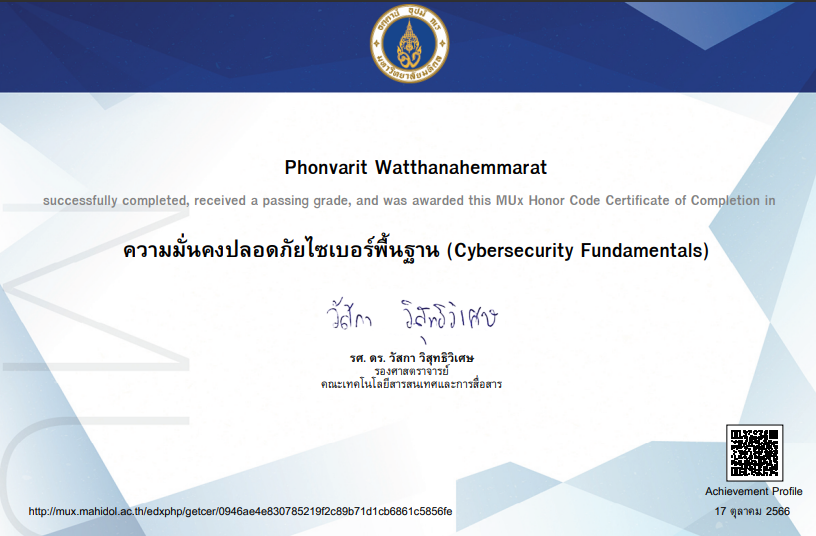 อตฺตานํ อุปมํ กเร
มหาวิทยาลัยมหิดล
Phonvarit Watthanahemmarat
successfully completed, received a passing grade, and was awarded this MUx Honor Code Certificate of Completion in
ความมั่นคงปลอดภัยไซเบอร์พื้นฐาน (Cybersecurity Fundamentals)
วัสกา วิสุทธิวิเศษ
รศ. ดร. วัสกา วิสุทธิวิเศษ
รองศาสตราจารย์
คณะเทคโนโลยีสารสนเทศและการสื่อสาร
Achievement Profile
http://mux.mahidol.ac.th/edxphp/getcer/0946ae4e830785219f2c89b71d1cb6861c5856fe
17 ตุลาคม 2566